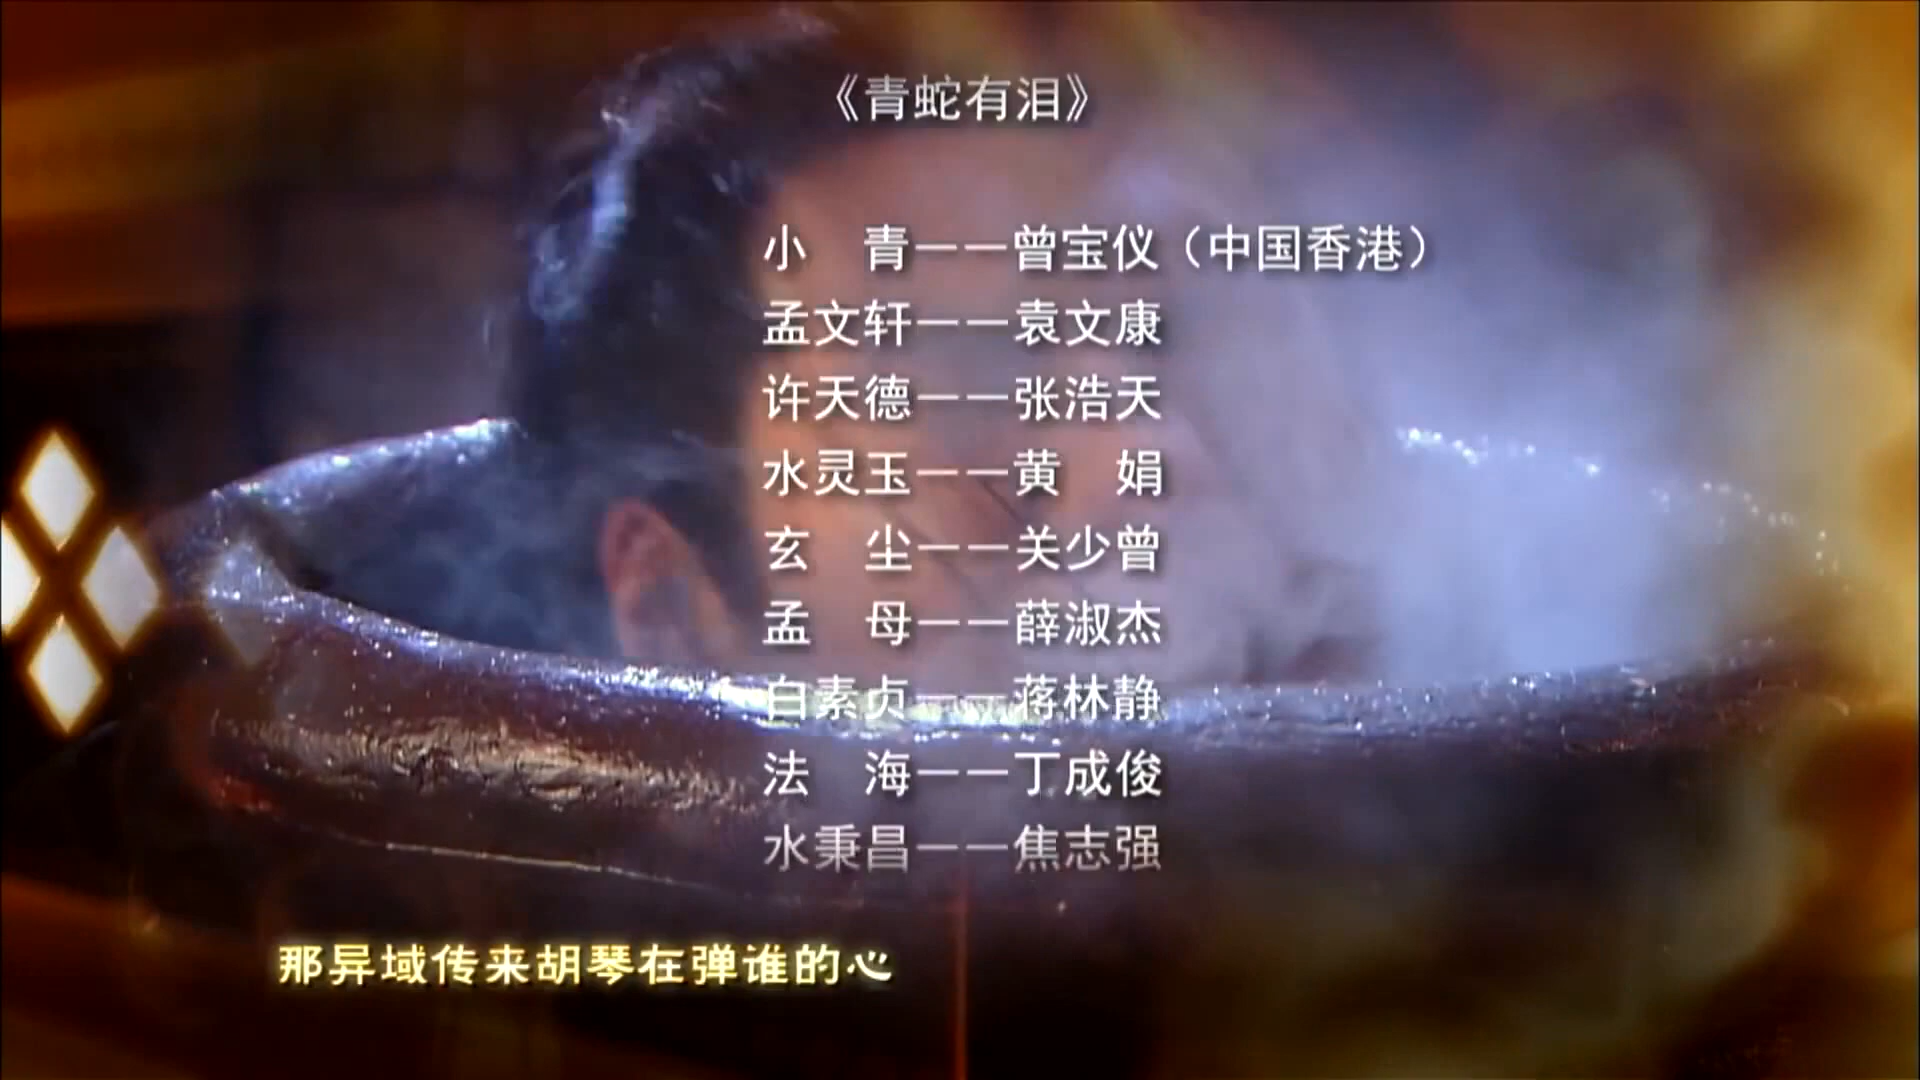 《青蛇有泪》
小　青——曾宝仪（中国香港）
孟文轩——袁文康
许天德——张浩天
水灵玉——黄　娟
玄　尘——关少曾
孟　母——薛淑杰
白素贞——蒋林静
法　海——丁成俊
水秉昌——焦志强
那异域传来胡琴在弹谁的心